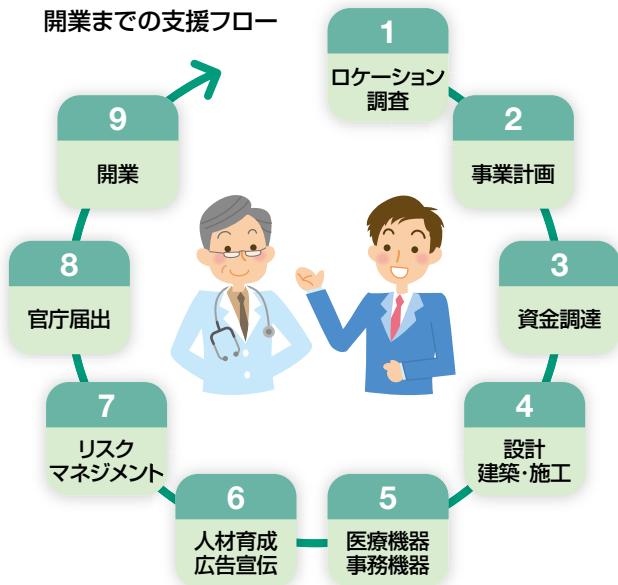 開業までの支援フロー
1
ロケーション
調査
2
事業計画
3
資金調達
4
設計
建築・施工
5
医療機器
事務機器
6
人材育成
広告宣伝
7
リスク
マネジメント
8
官庁届出
9
開業